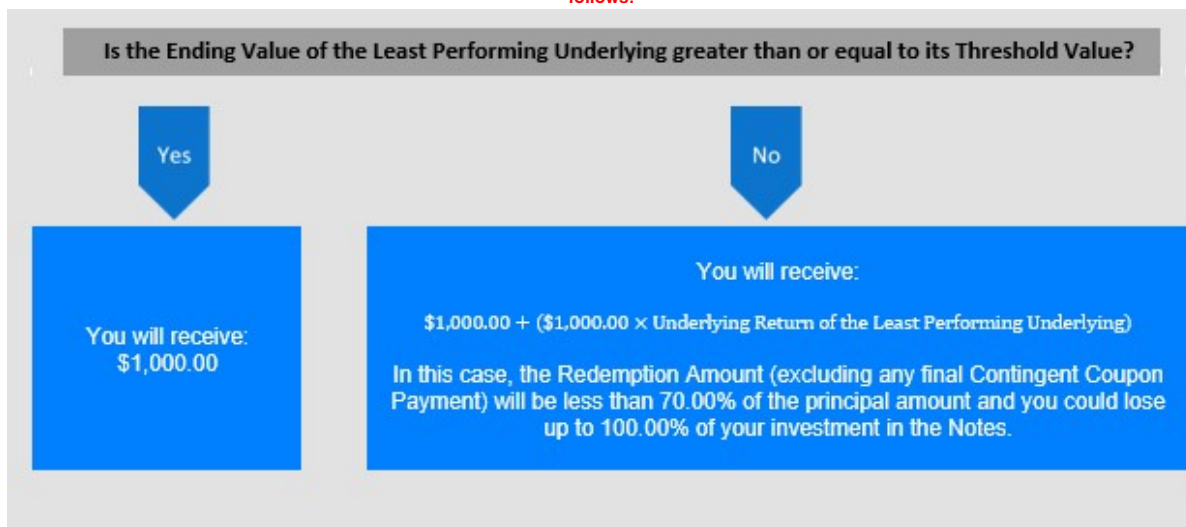 follows:
Is the Ending Value of the Least Performing Underlying greater than or equal to its Threshold Value?
Yes
No
You will receive:
$1,000.00
You will receive:
$1,000.00 + ($1,000.00 × Underlying Return of the Least Performing Underlying)
In this case, the Redemption Amount (excluding any final Contingent Coupon
Payment) will be less than 70.00% of the principal amount and you could lose
up to 100.00% of your investment in the Notes.